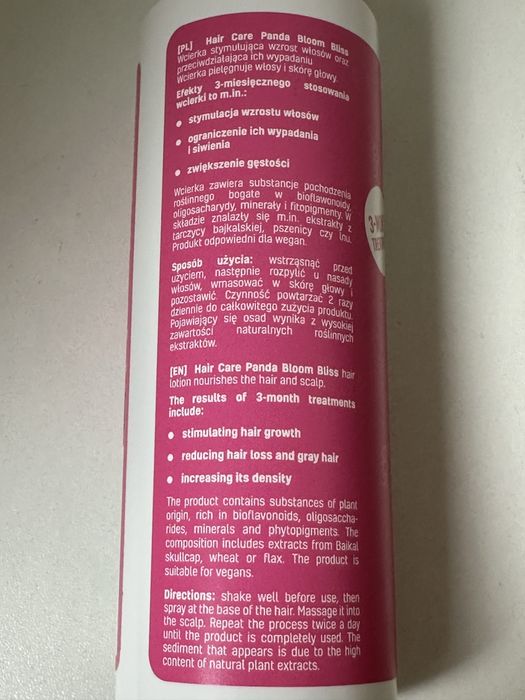 [PL] Hair Care Panda Bloom Bliss
Wcierka stymulująca wzrost włosów oraz
przeciwdziałająca ich wypadaniu
Wcierka pielęgnuje włosy i skórę głowy.
Efekty 3-miesięcznego stosowania
wcierki to m.in.:
• stymulacja wzrostu włosów
• ograniczenie ich wypadania
i siwienia
• zwiększenie gęstości
Wcierka zawiera substancje pochodzenia
roślinnego bogate w bioflawonoidy,
oligosacharydy, minerały i fitopigmenty. W
składzie znalazły się m.in. ekstrakty z
tarczycy bajkalskiej, pszenicy czy lnu.
Produkt odpowiedni dla wegan.
Sposób użycia: wstrząsnąć przed
użyciem, następnie rozpylić u nasady
włosów, wmasować w skórę głowy i
pozostawić. Czynność powtarzać 2 razy
dziennie do całkowitego zużycia produktu.
Pojawiający się osad wynika z wysokiej
zawartości naturalnych roślinnych
ekstraktów.
[EN] Hair Care Panda Bloom Bliss hair
lotion nourishes the hair and scalp.
The results of 3-month treatments
include:
• stimulating hair growth
• reducing hair loss and gray hair
• increasing its density
The product contains substances of plant
origin, rich in bioflavonoids, oligosaccha-
rides, minerals and phytopigments. The
composition includes extracts from Baikal
skullcap, wheat or flax. The product is
suitable for vegans.
Directions: shake well before use, then
spray at the base of the hair. Massage it into
the scalp. Repeat the process twice a day
until the product is completely used. The
sediment that appears is due to the high
content of natural plant extracts.